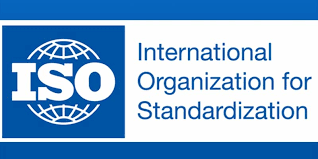 ISO
International
Organization for
Standardization